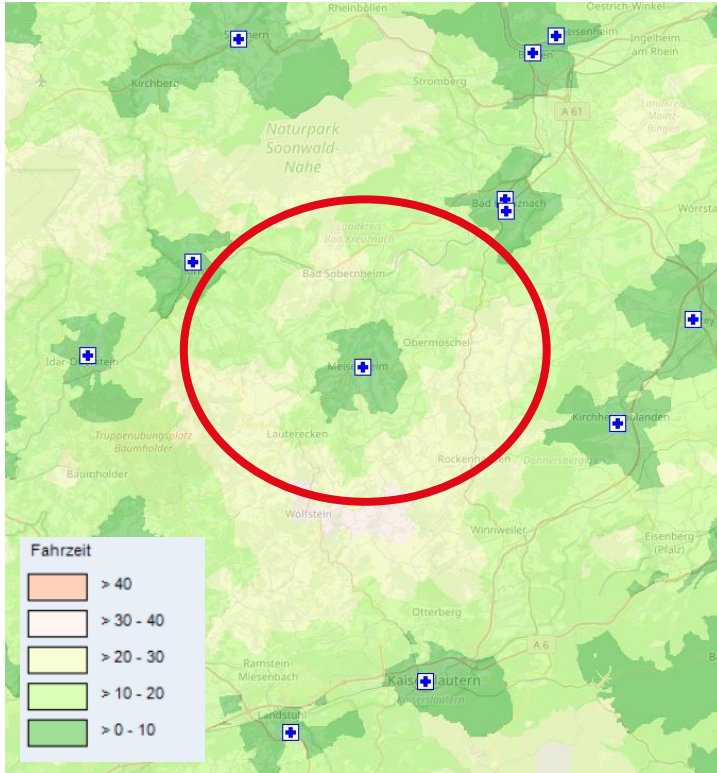 Rheinböllen
Oestrich-Winkel
Ingelheim
am Rhein
Kirchberg
Stromberg
Landkreis
Mainz
Bingen
A 61
Naturpark
Soonwald-
Nahe
Landkreis
Bad Kreuznach
Bad Sobernheim
Obermoschel
Lauterecken
Truppenübungsplatz
Baumholder
Baumholder
Rockenhausen
Donnersbergkreis
Wolfstein
Winnweiler
Eisenberg
(Pfalz)
Otterberg
A 6
Ramstein-
Miesenbach
Kaiserslautern
Kaiserslautern
Landstuhl
Fahrzeit
> 40
> 30 - 40
> 20 - 30
> 10 - 20
> 0 - 10